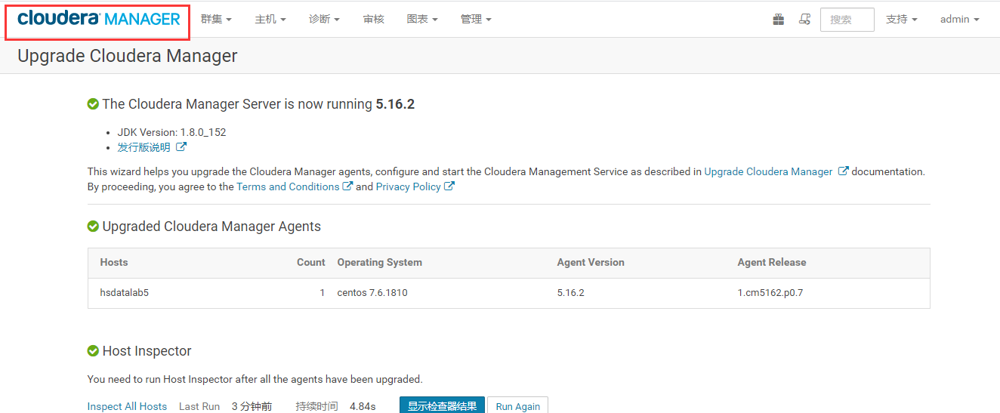 cloudera MANAGER 群集 主机 诊断 审核 图表 管理 搜索 支持 admin
Upgrade Cloudera Manager
The Cloudera Manager Server is now running 5.16.2
JDK Version: 1.8.0_152
发行版说明
This wizard helps you upgrade the Cloudera Manager agents, configure and start the Cloudera Management Service as described in Upgrade Cloudera Manager documentation.
By proceeding, you agree to the Terms and Conditions and Privacy Policy
Upgraded Cloudera Manager Agents
Hosts Count Operating System Agent Version Agent Release
hsdatalab5 1 centos 7.6.1810 5.16.2 1.cm5162.p0.7
Host Inspector
You need to run Host Inspector after all the agents have been upgraded.
Inspect All Hosts Last Run 3 分钟前 持续时间 4.84s 显示检查器结果 Run Again